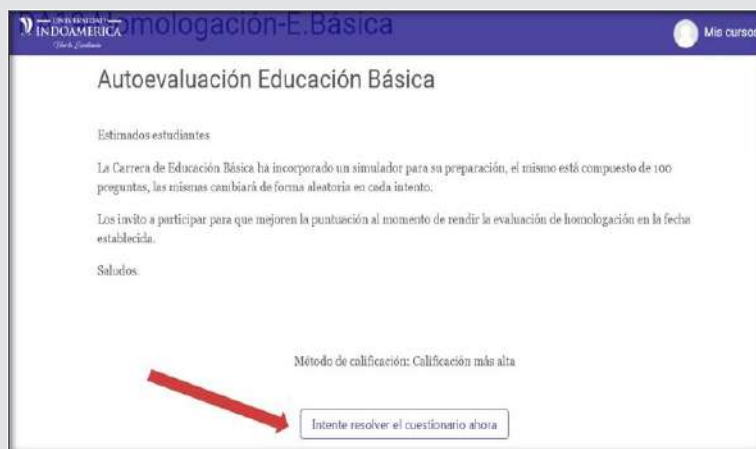 UNIVERSIDAD
INDOAMERICA
mologación-E.Básica
Mis cursos
Autoevaluación Educación Básica
Estimados estudiantes
La Carrera de Educación Básica ha incorporado un simulador para su preparación, el mismo está compuesto de 100
preguntas, las mismas cambiará de forma aleatoria en cada intento.
Los invito a participar para que mejoren la puntuación al momento de rendir la evaluación de homologación en la fecha
establecida.
Saludos.
Método de calificación: Calificación más alta
Intente resolver el cuestionario ahora